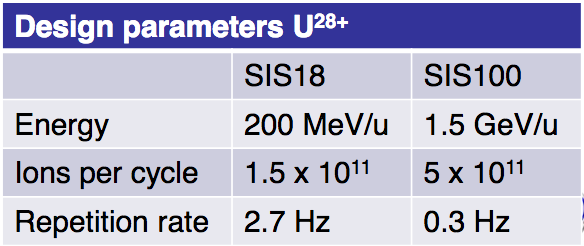 Design parameters U²⁸⁺
SIS18 SIS100
Energy 200 MeV/u 1.5 GeV/u
Ions per cycle 1.5 x 10¹¹ 5 x 10¹¹
Repetition rate 2.7 Hz 0.3 Hz